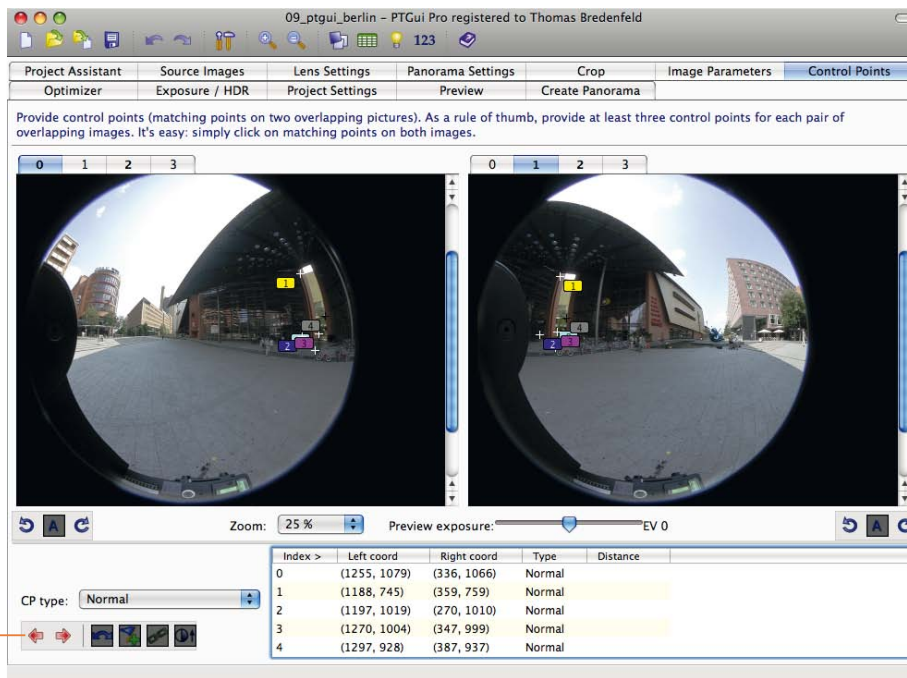 09_ptgui_berlin – PTGui Pro registered to Thomas Bredenfeld
123
Project Assistant Source Images Lens Settings Panorama Settings Crop Image Parameters Control Points
Optimizer Exposure / HDR Project Settings Preview Create Panorama
Provide control points (matching points on two overlapping pictures). As a rule of thumb, provide at least three control points for each pair of
overlapping images. It's easy: simply click on matching points on both images.
0 1 2 3 0 1 2 3
1 1
4 4
2 3 2 3
A Zoom: 25 % Preview exposure: EV 0 A
Index > Left coord Right coord Type Distance
0 (1255, 1079) (336, 1066) Normal
1 (1188, 745) (359, 759) Normal
CP type: Normal
2 (1197, 1019) (270, 1010) Normal
3 (1270, 1004) (347, 999) Normal
4 (1297, 928) (387, 937) Normal